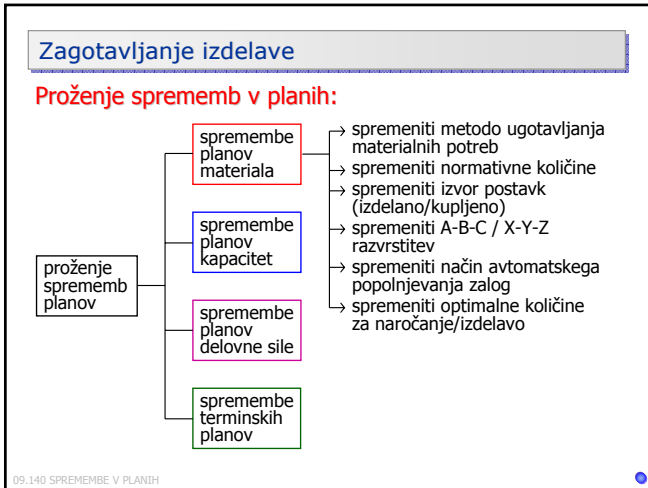 Zagotavljanje izdelave
Proženje sprememb v planih:
proženje
sprememb
planov
spremembe
planov
materiala
spremembe
planov
kapacitet
spremembe
planov
delovne sile
spremembe
terminskih
planov
spremeniti metodo ugotavljanja
materialnih potreb
spremeniti normativne količine
spremeniti izvor postavk
(izdelano/kupljeno)
spremeniti A-B-C / X-Y-Z
razvrstitev
spremeniti način avtomatskega
popolnjevanja zalog
spremeniti optimalne količine
za naročanje/izdelavo
09.140 SPREMEMBE V PLANIH